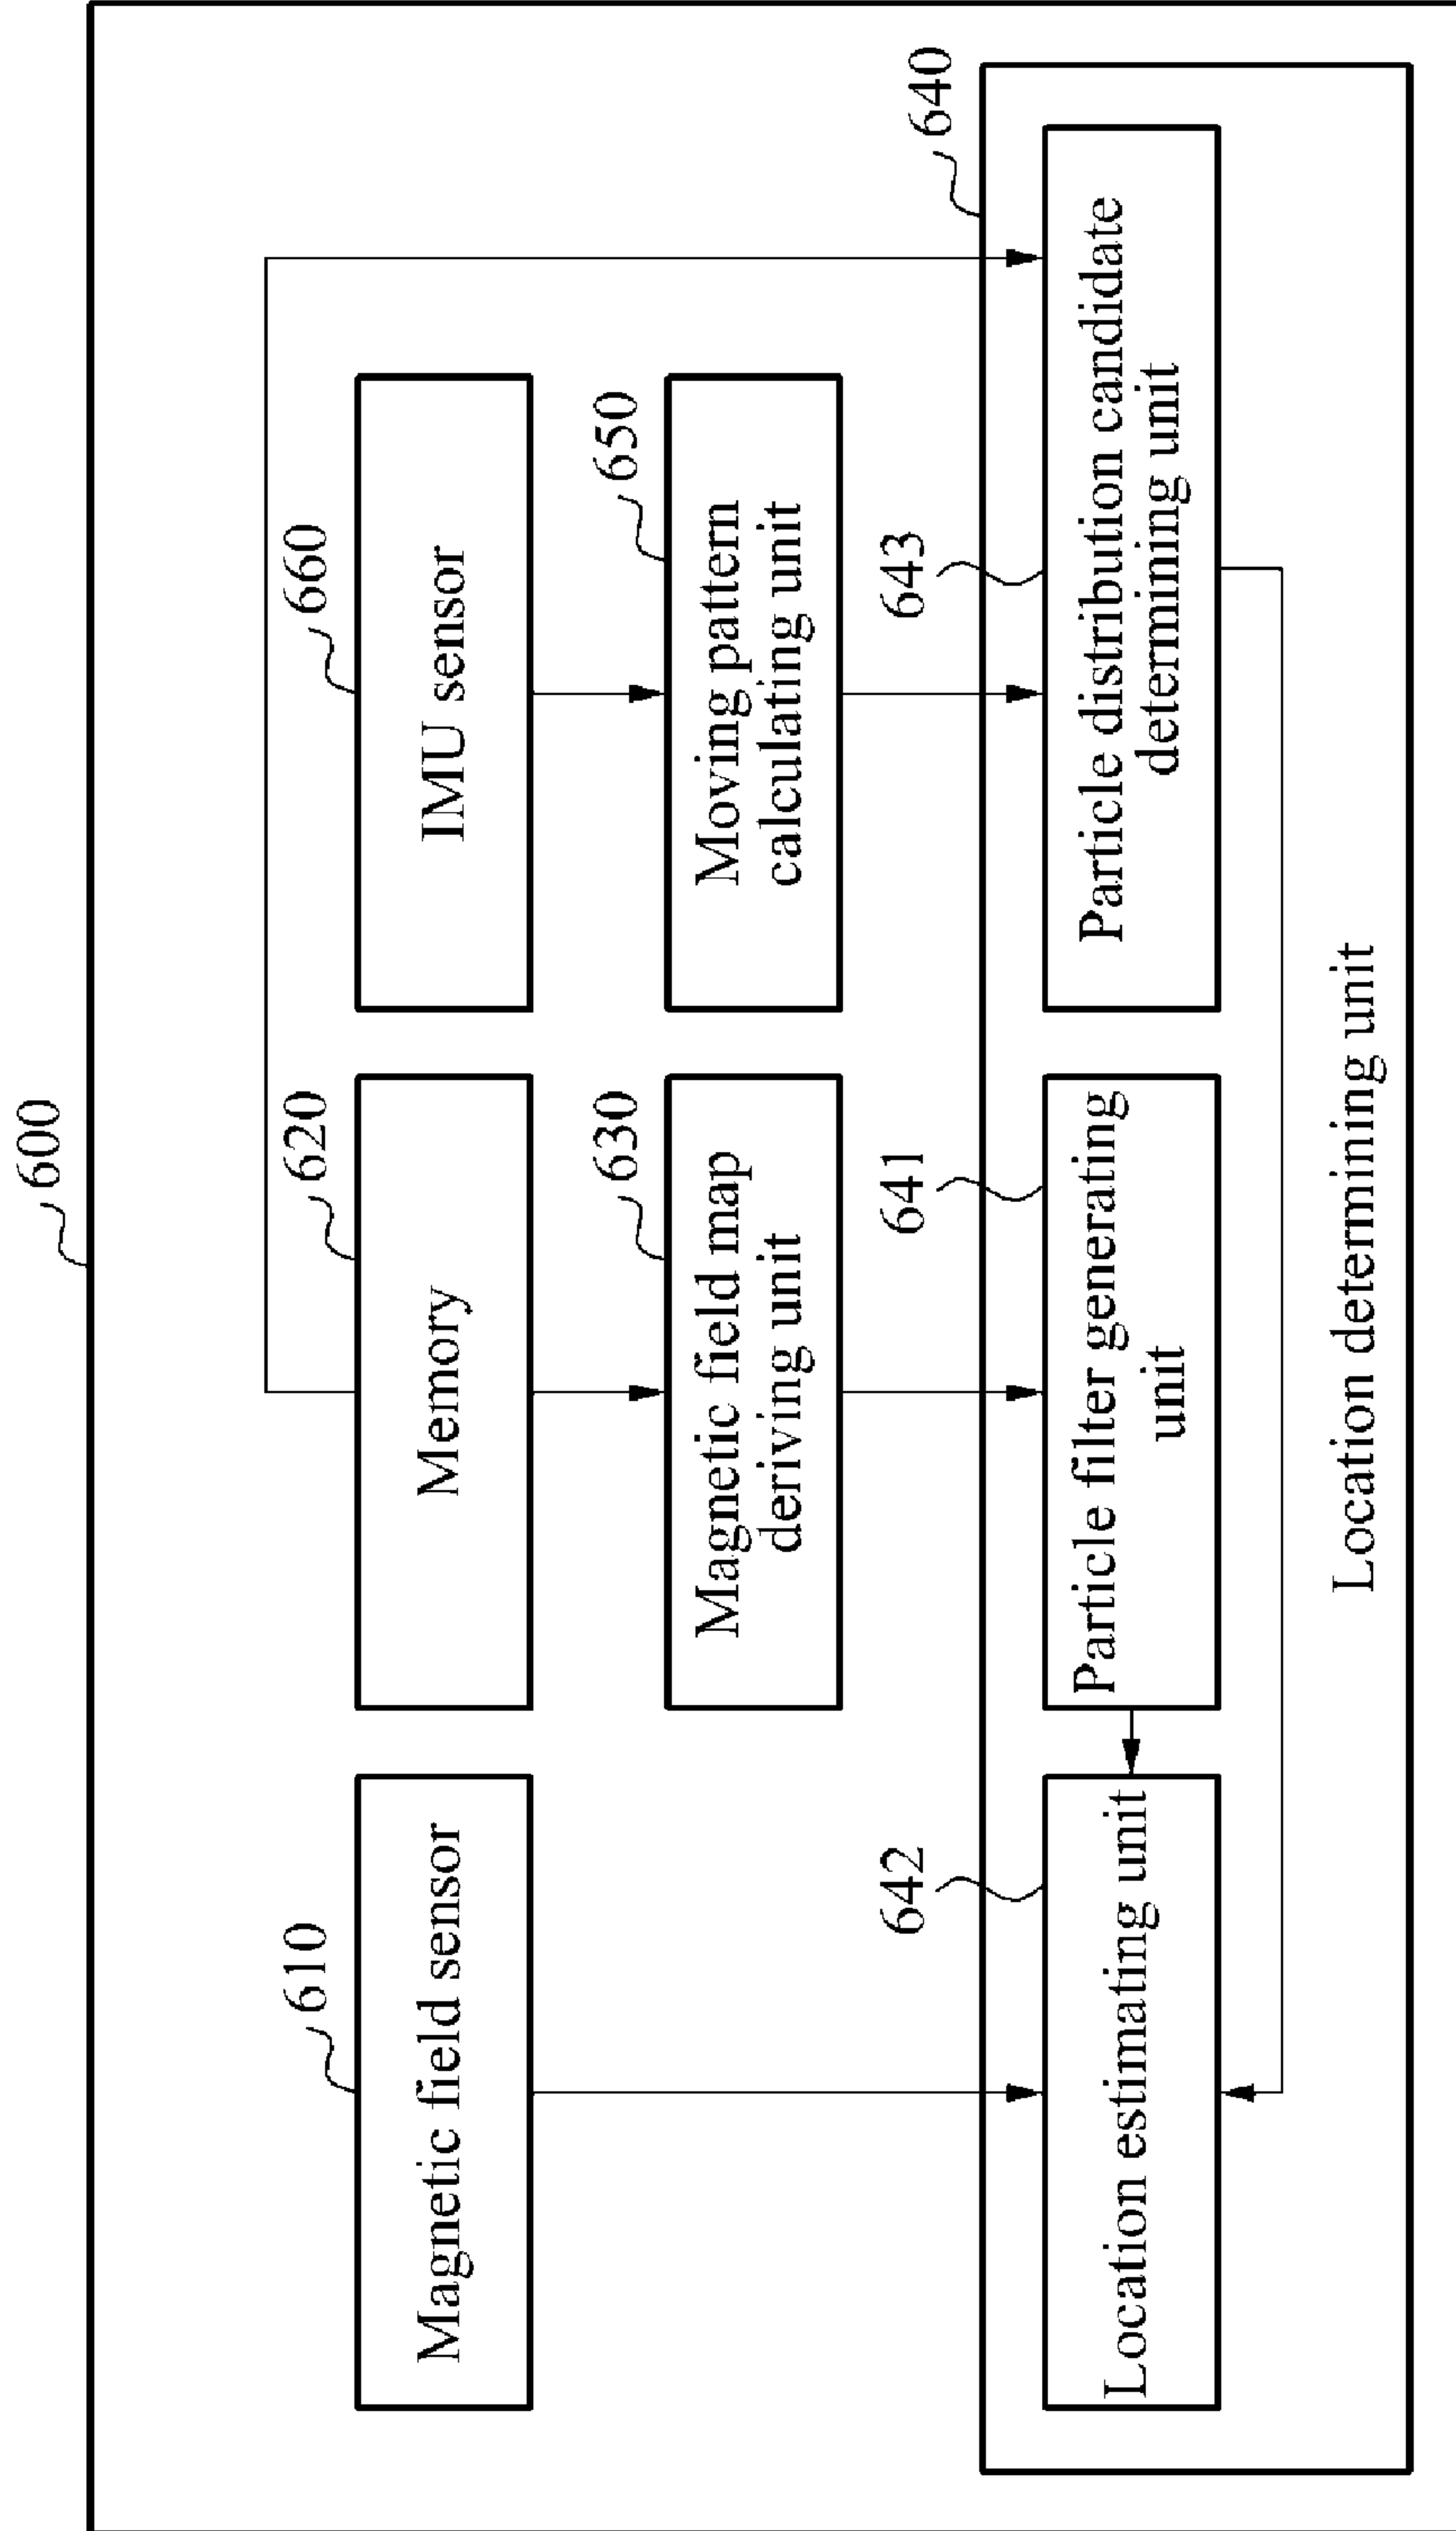 600
610
620
660
Magnetic field sensor
Memory
IMU sensor
630
650
Magnetic field map
deriving unit
Moving pattern
calculating unit
642
641
643
640
Location estimating unit
Particle filter generating
unit
Particle distribution candidate
determining unit
Location determining unit